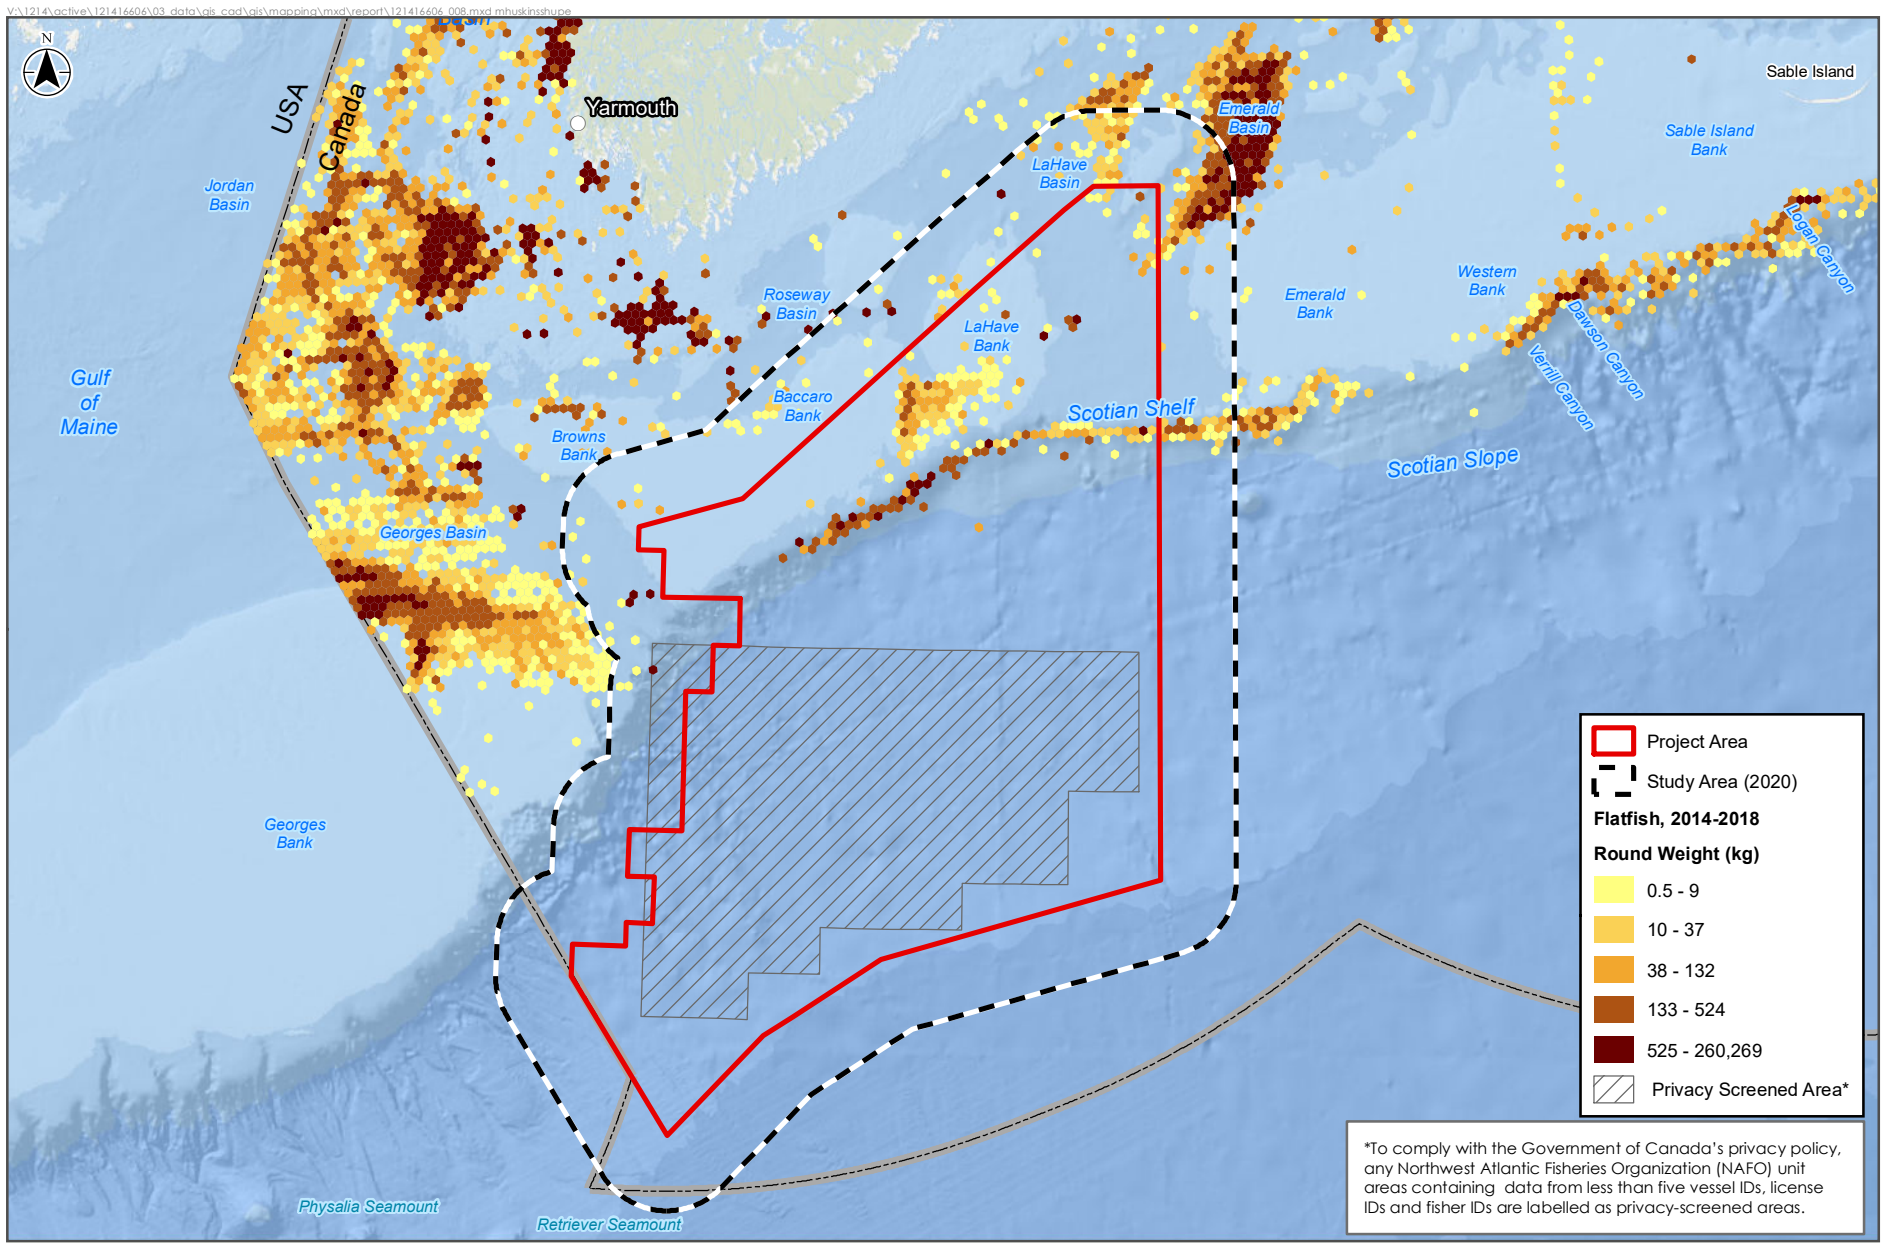 V:\1214\active\121416606\03_data\gis_cad\gis\mapping\mxd\report\121416606_008.mxd mhuskinsshupe
N
Basin
USA
Canada
Yarmouth
Sable Island
Emerald
Basin
Sable Island
Bank
LaHave
Basin
Jordan
Basin
Logan Canyon
Western
Bank
Roseway
Basin
Emerald
Bank
LaHave
Bank
Dawson Canyon
Verrill Canyon
Gulf
of
Maine
Baccaro
Bank
Scotian Shelf
Browns
Bank
Scotian Slope
Georges Basin
Georges
Bank
Physalia Seamount
Retriever Seamount
Project Area
Study Area (2020)
Flatfish, 2014-2018
Round Weight (kg)
0.5 - 9
10 - 37
38 - 132
133 - 524
525 - 260,269
Privacy Screened Area*
*To comply with the Government of Canada's privacy policy,
any Northwest Atlantic Fisheries Organization (NAFO) unit
areas containing  data from less than five vessel IDs, license
IDs and fisher IDs are labelled as privacy-screened areas.